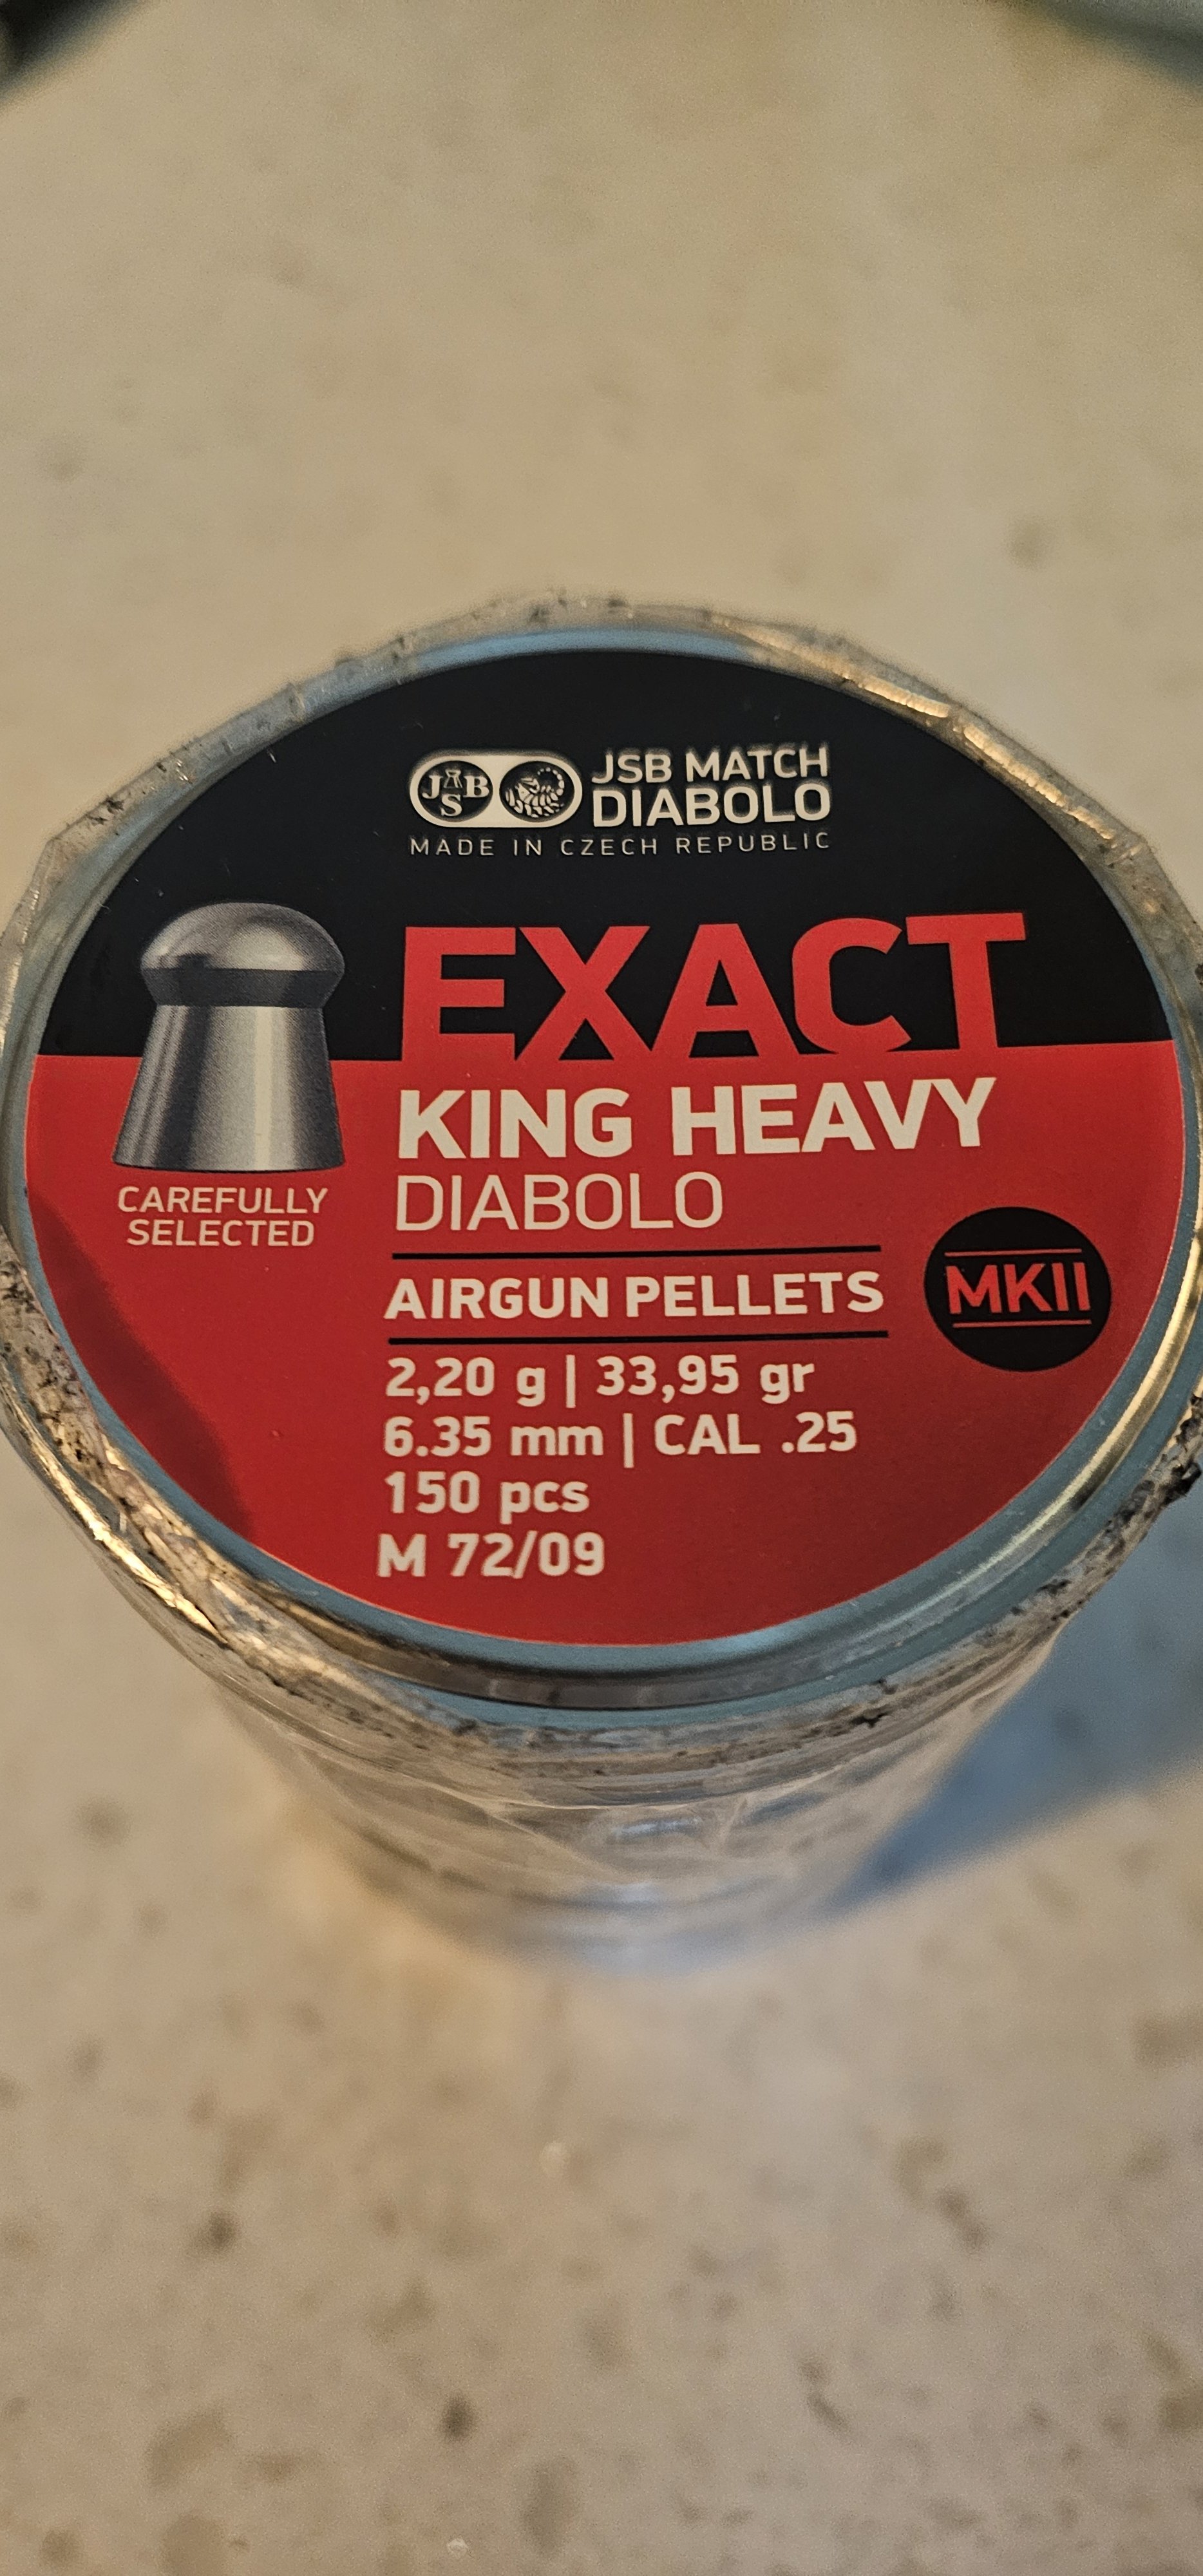 JSB
JSB MATCH
DIABOLO
MADE IN CZECH REPUBLIC
EXACT
KING HEAVY
DIABOLO
CAREFULLY
SELECTED
AIRGUN PELLETS
MKII
2,20 g | 33,95 gr
6.35 mm | CAL .25
150 pcs
M 72/09